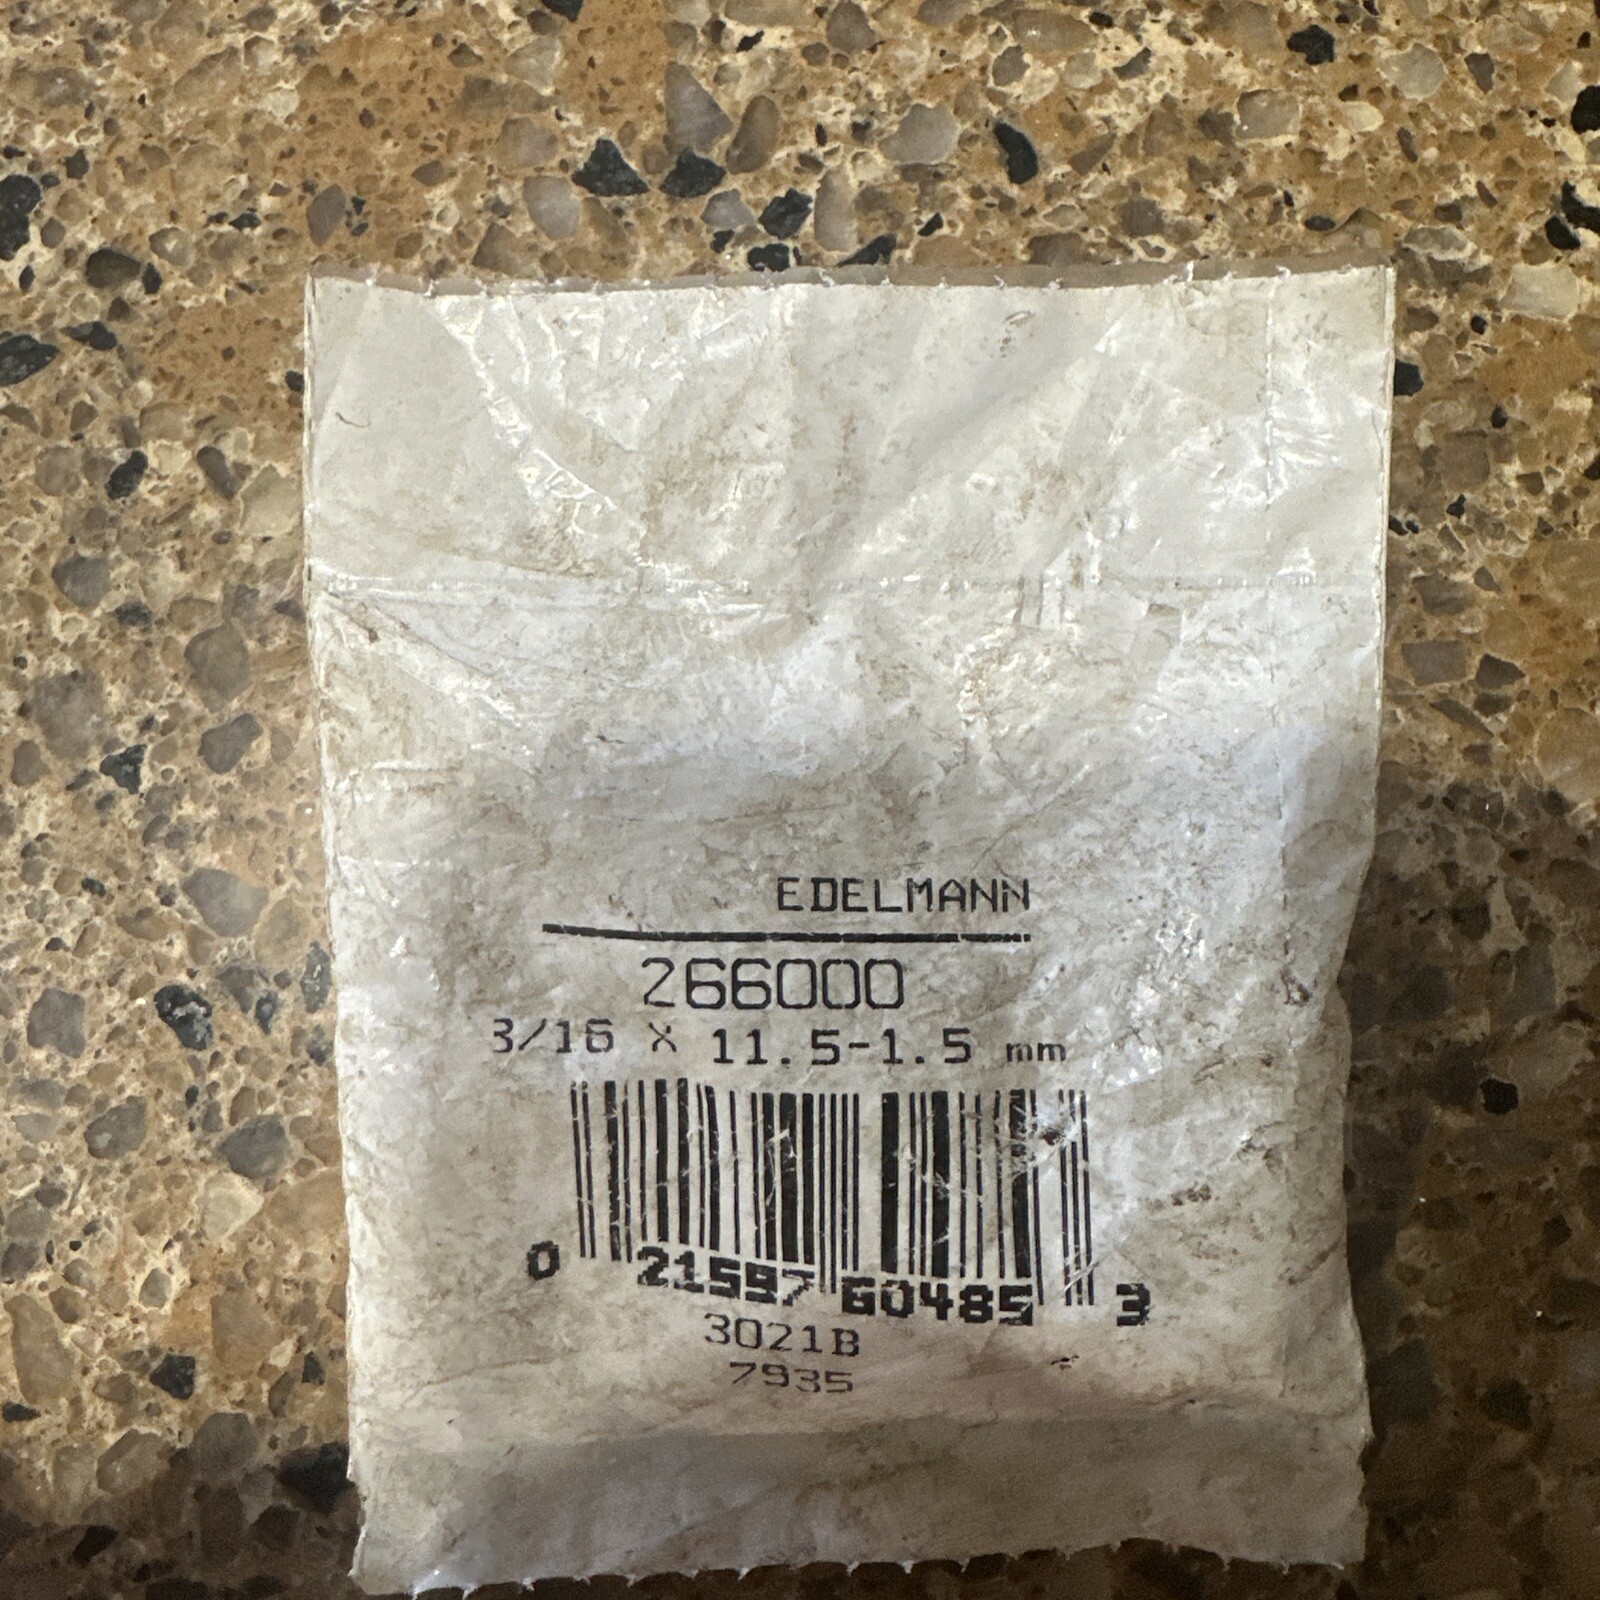 EDELMANN
266000
3/16 X 11.5-1.5 mm
0 21597 60485 3
3021B
7935